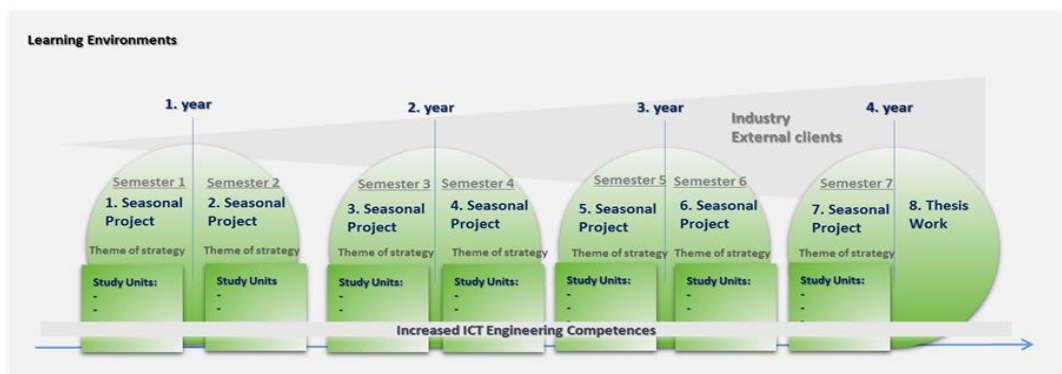 Learning Environments
1. year
2. year
3. year
4. year
Industry
External clients
Semester 1
1. Seasonal
Project
Theme of strategy
Study Units:
-
-
Semester 2
2. Seasonal
Project
Theme of strategy
Study Units
-
-
Semester 3
3. Seasonal
Project
Theme of strategy
Study Units:
-
-
Semester 4
4. Seasonal
Project
Theme of strategy
Study Units:
-
-
Semester 5
5. Seasonal
Project
Theme of strategy
Study Units:
-
-
-
Semester 6
6. Seasonal
Project
Theme of strategy
Study Units:
-
-
Semester 7
7. Seasonal
Project
Theme of strategy
Study Units:
-
-
-
8. Thesis
Work
Increased ICT Engineering Competences